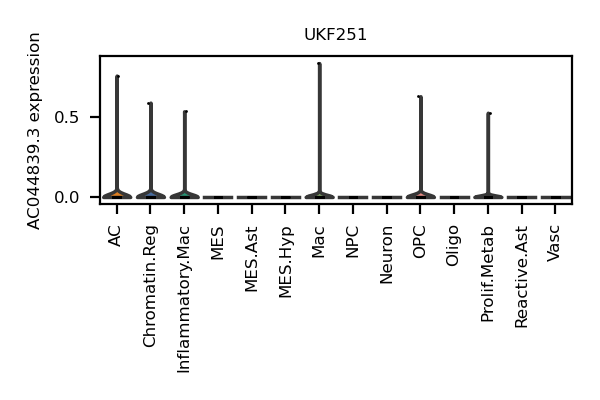 UKF251
AC044839.3 expression
0.5
0.0
AC
Chromatin.Reg
Inflammatory.Mac
MES
MES.Ast
MES.Hyp
Mac
NPC
Neuron
OPC
Oligo
Prolif.Metab
Reactive.Ast
Vasc